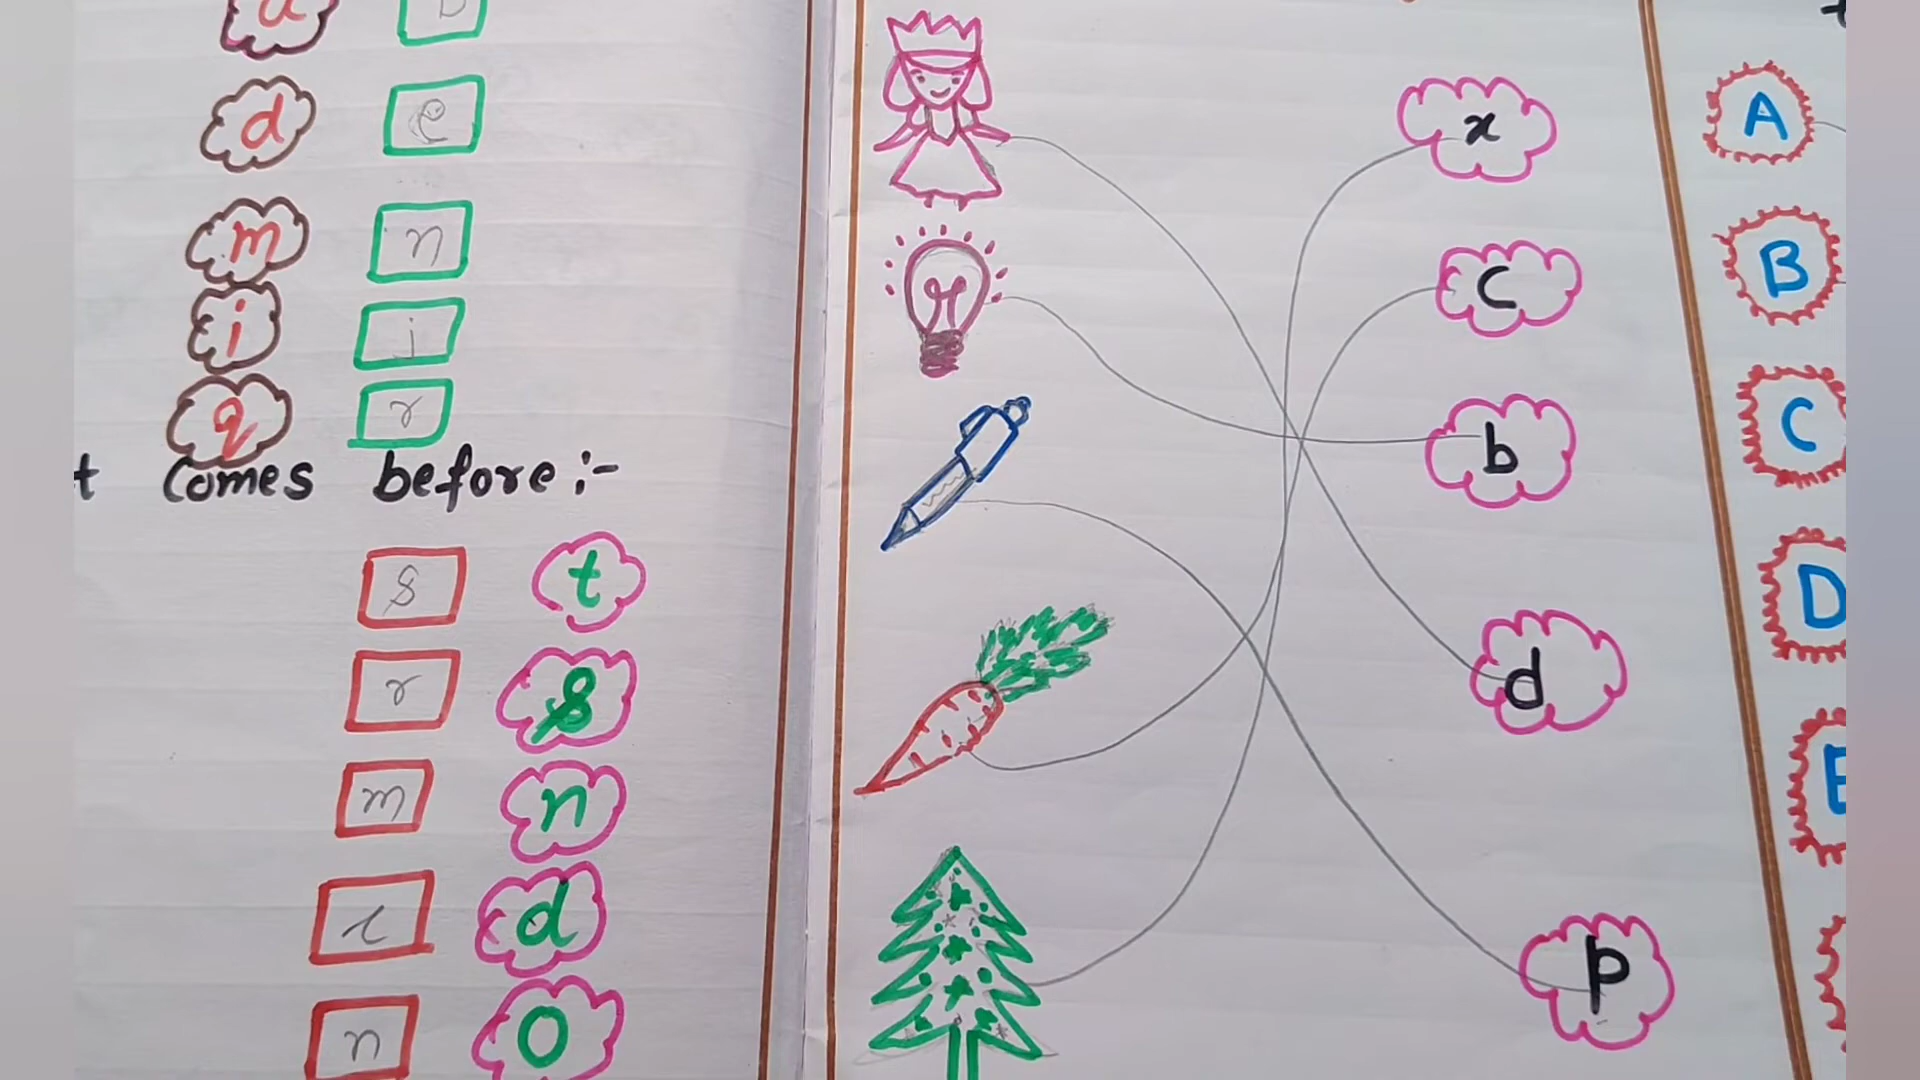 a b
d e
m n
i j
q r
t comes before :-
s t
r s
m n
c d
n o
x
c
b
d
p
A
B
C
D
E